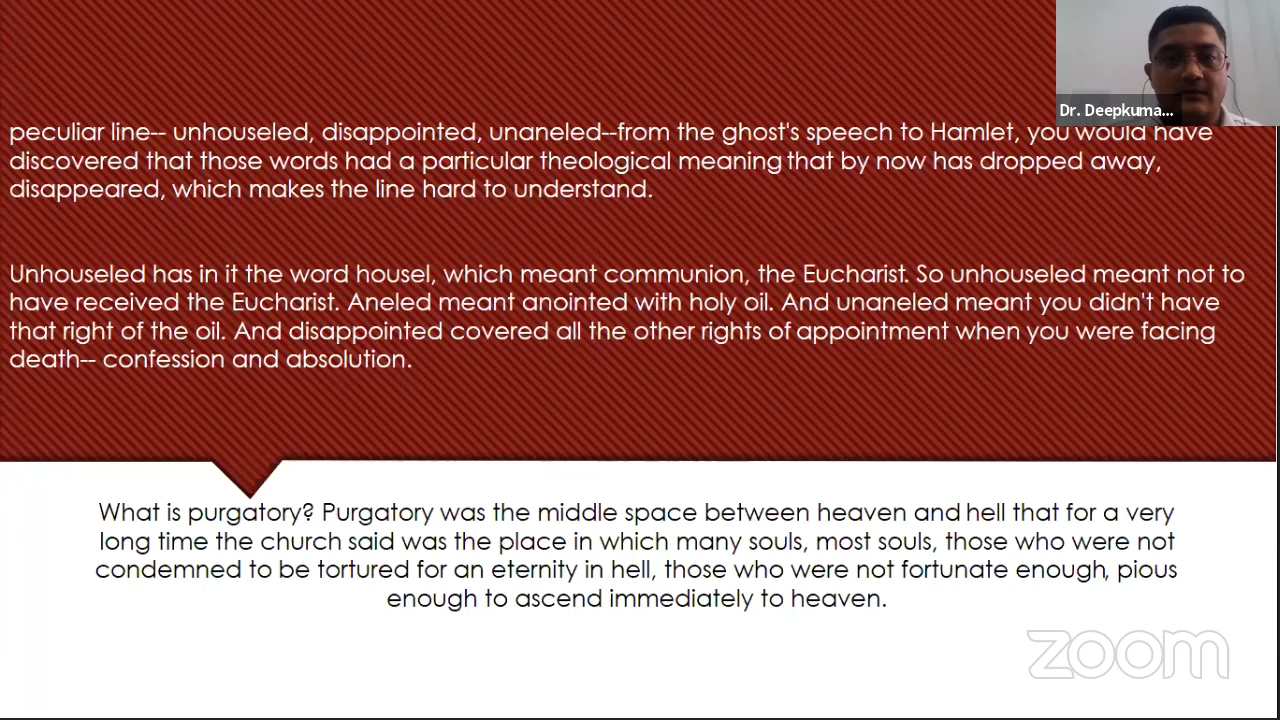 Dr. Deepkuma...
peculiar line-- unhouseled, disappointed, unaneled--from the ghost's speech to Hamlet, you would have
discovered that those words had a particular theological meaning that by now has dropped away,
disappeared, which makes the line hard to understand.
Unhouseled has in it the word housel, which meant communion, the Eucharist. So unhouseled meant not to
have received the Eucharist. Aneled meant anointed with holy oil. And unaneled meant you didn't have
that right of the oil. And disappointed covered all the other rights of appointment when you were facing
death-- confession and absolution.
What is purgatory? Purgatory was the middle space between heaven and hell that for a very
long time the church said was the place in which many souls, most souls, those who were not
condemned to be tortured for an eternity in hell, those who were not fortunate enough, pious
enough to ascend immediately to heaven.
zoom